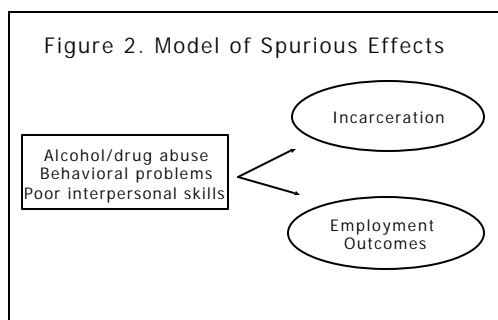 Figure 2. Model of Spurious Effects
Incarceration
Alcohol/drug abuse
Behavioral problems
Poor interpersonal skills
Employment
Outcomes